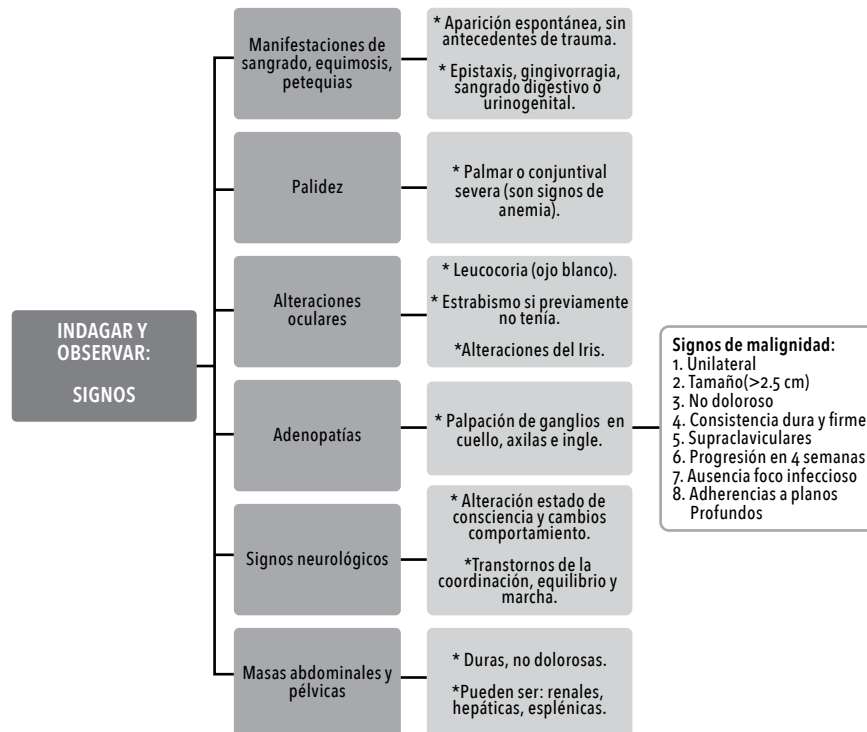 INDAGAR Y
OBSERVAR:
SIGNOS
Manifestaciones de
sangrado, equimosis,
petequias
* Aparición espontánea, sin
antecedentes de trauma.
* Epistaxis, gingivorragia,
sangrado digestivo o
urinogenital.
Palidez
* Palmar o conjuntival
severa (son signos de
anemia).
Alteraciones
oculares
* Leucocoria (ojo blanco).
* Estrabismo si previamente
no tenía.
*Alteraciones del Iris.
Adenopatías
* Palpación de ganglios en
cuello, axilas e ingle.
Signos de malignidad:
1. Unilateral
2. Tamaño(>2.5 cm)
3. No doloroso
4. Consistencia dura y firme
5. Supraclaviculares
6. Progresión en 4 semanas
7. Ausencia foco infeccioso
8. Adherencias a planos
Profundos
Signos neurológicos
* Alteración estado de
consciencia y cambios
comportamiento.
*Transtornos de la
coordinación, equilibrio y
marcha.
Masas abdominales y
pélvicas
* Duras, no dolorosas.
*Pueden ser: renales,
hepáticas, esplénicas.